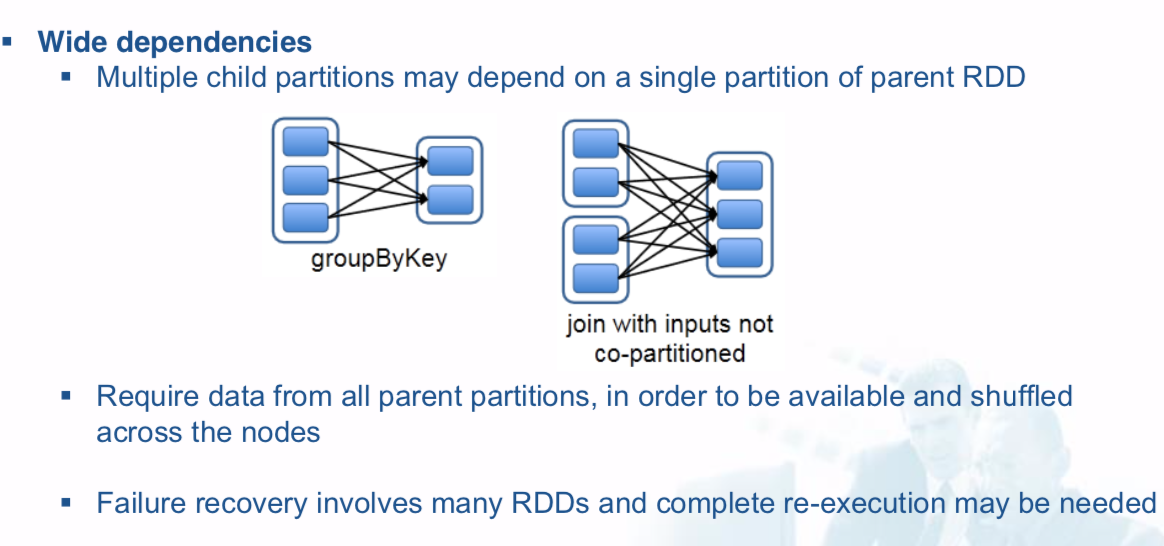 ▪ Wide dependencies
▪ Multiple child partitions may depend on a single partition of parent RDD
groupByKey
join with inputs not
co-partitioned
▪ Require data from all parent partitions, in order to be available and shuffled
across the nodes
▪ Failure recovery involves many RDDs and complete re-execution may be needed